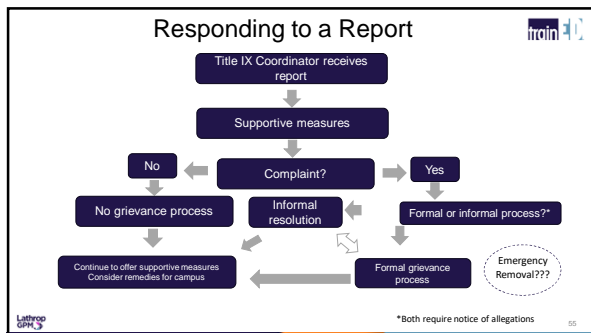 Responding to a Report
trainED
Title IX Coordinator receives
report
Supportive measures
No
Complaint?
Yes
No grievance process
Informal
resolution
Formal or informal process?*
Continue to offer supportive measures
Consider remedies for campus
Formal grievance
process
Emergency
Removal???
Lathrop
GPM
*Both require notice of allegations
55